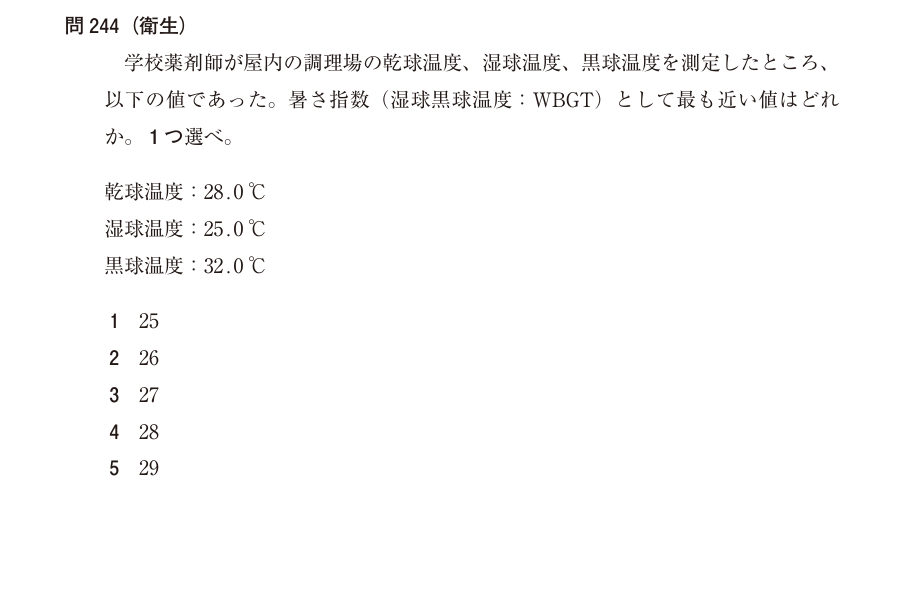 問 244（衛生）
学校薬剤師が屋内の調理場の乾球温度、湿球温度、黒球温度を測定したところ、
以下の値であった。暑さ指数（湿球黒球温度：WBGT）として最も近い値はどれ
か。1つ選べ。
乾球温度：28.0 ℃
湿球温度：25.0 ℃
黒球温度：32.0 ℃
1 25
2 26
3 27
4 28
5 29